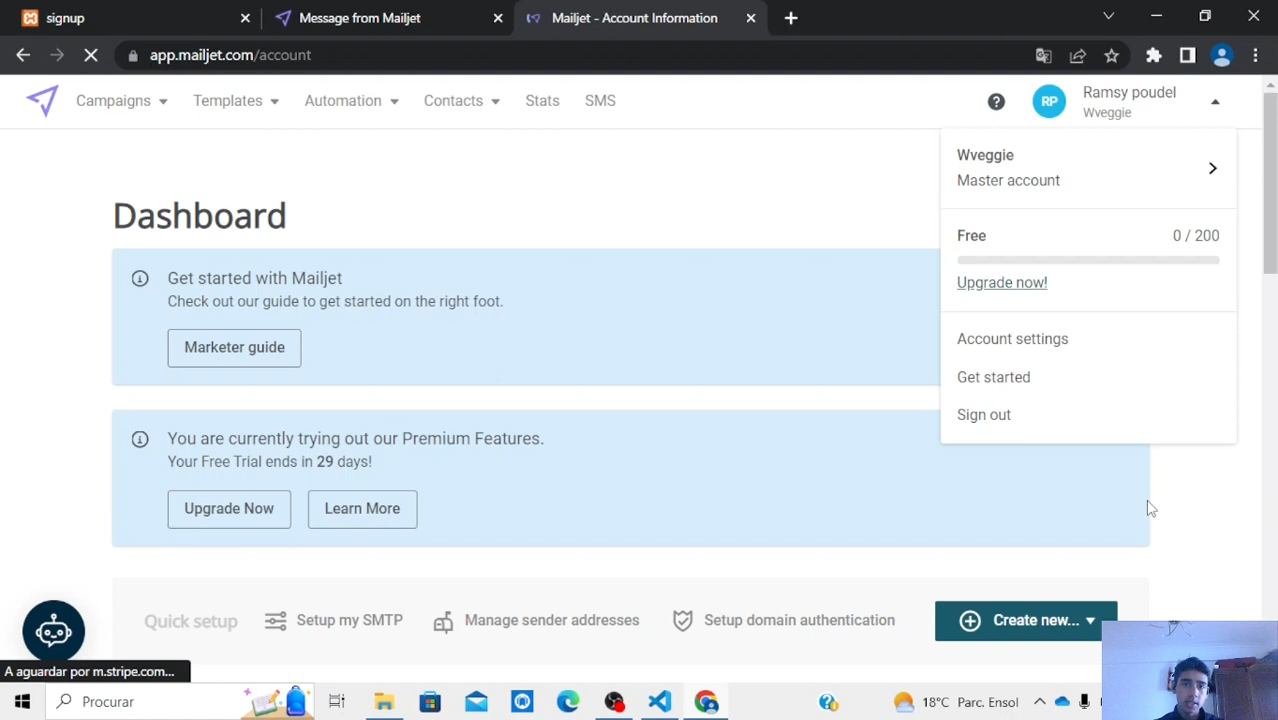 signup
Message from Mailjet
Mailjet - Account Information
app.mailjet.com/account
Campaigns
Templates
Automation
Contacts
Stats
SMS
RP
Ramsy poudel
Wveggie
Wveggie
Master account
Free
0 / 200
Upgrade now!
Account settings
Get started
Sign out
Dashboard
Get started with Mailjet
Check out our guide to get started on the right foot.
Marketer guide
You are currently trying out our Premium Features.
Your Free Trial ends in 29 days!
Upgrade Now
Learn More
Quick setup
Setup my SMTP
Manage sender addresses
Setup domain authentication
Create new...
A aguardar por m.stripe.com...
Procurar
18°C Parc. Ensol